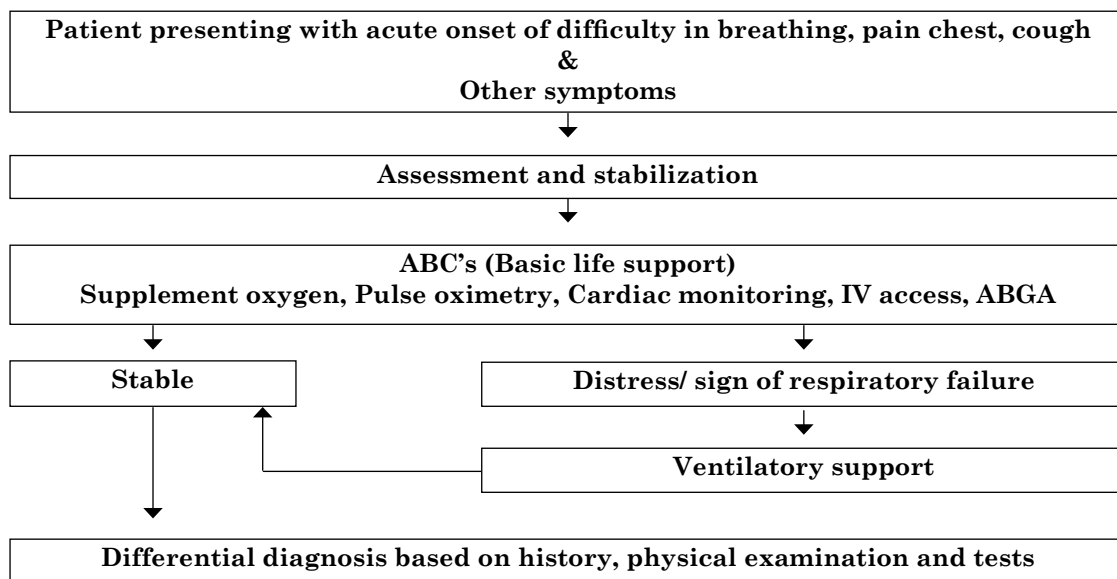 Patient presenting with acute onset of difficulty in breathing, pain chest, cough
&
Other symptoms
Assessment and stabilization
ABC’s (Basic life support)
Supplement oxygen, Pulse oximetry, Cardiac monitoring, IV access, ABGA
Stable
Distress/ sign of respiratory failure
Ventilatory support
Differential diagnosis based on history, physical examination and tests